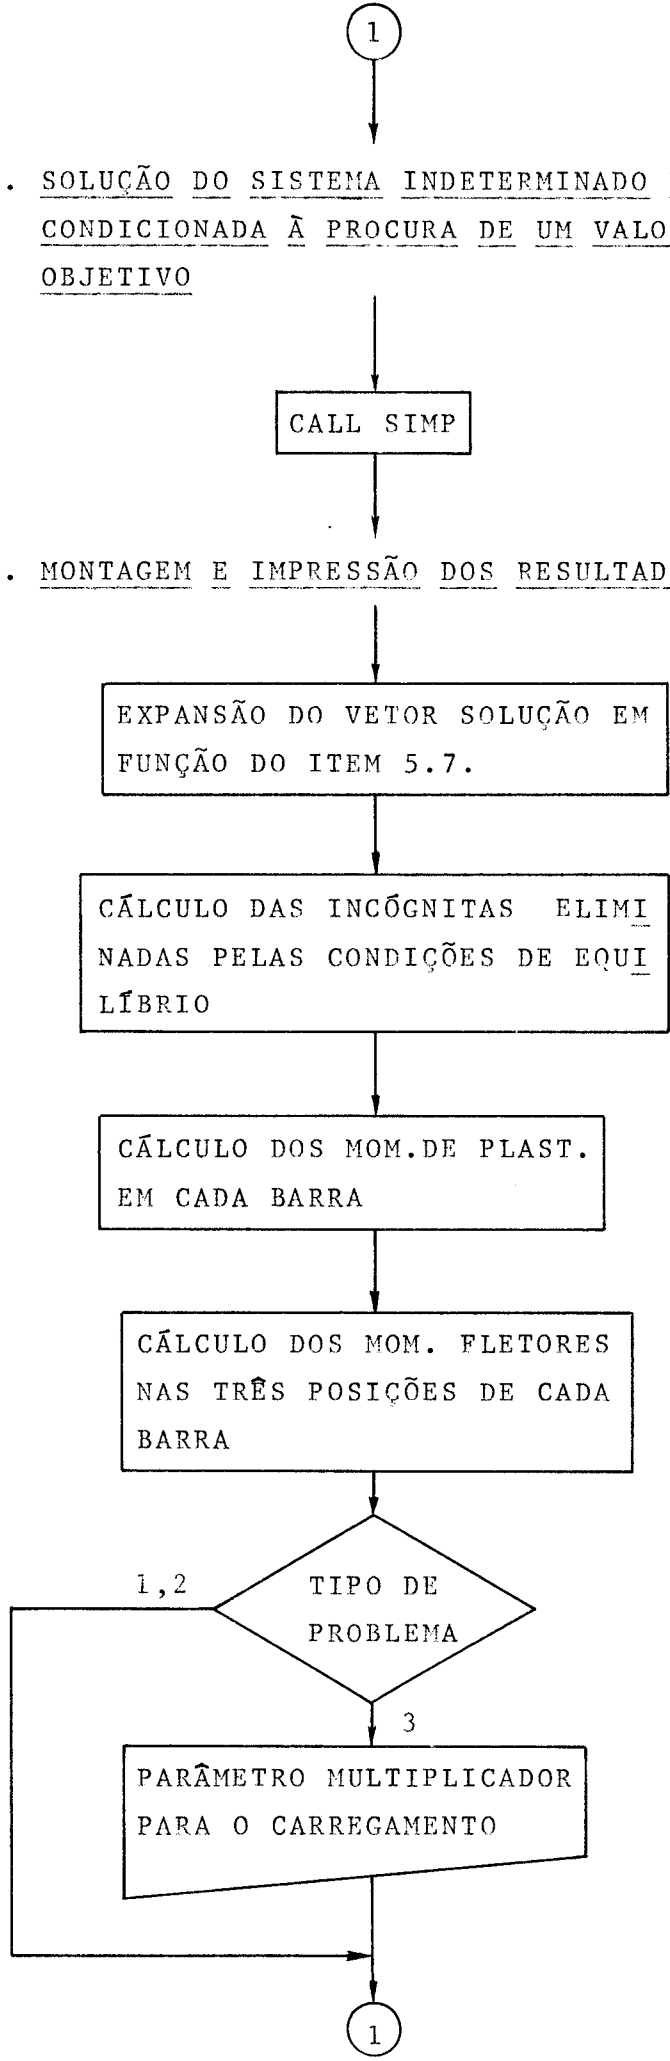 1
. SOLUÇÃO DO SISTEMA INDETERMINADO
CONDICIONADA À PROCURA DE UM VALO
OBJETIVO
CALL SIMP
. MONTAGEM E IMPRESSÃO DOS RESULTAD
EXPANSÃO DO VETOR SOLUÇÃO EM
FUNÇÃO DO ITEM 5.7.
CÁLCULO DAS INCÓGNITAS ELIMI
NADAS PELAS CONDIÇÕES DE EQUI
LÍBRIO
CÁLCULO DOS MOM.DE PLAST.
EM CADA BARRA
CÁLCULO DOS MOM. FLETORES
NAS TRÊS POSIÇÕES DE CADA
BARRA
1,2
TIPO DE
PROBLEMA
3
PARÂMETRO MULTIPLICADOR
PARA O CARREGAMENTO
1